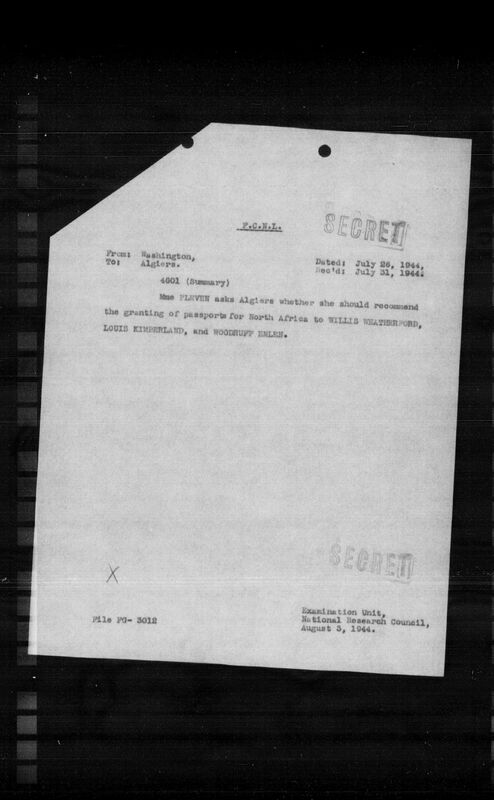 F.C.N.L.
SECRET
From: Washington,
To: Algiers.
Dated: July 26, 1944.
Rec'd: July 31, 1944.
4601 (Summary)
Mme PLEVEN asks Algiers whether she should recommend
the granting of passports for North Africa to WILLIS WEATHERFORD,
LOUIS KIMBERLAND, and WOODRUFF EMLEN.
SECRET
X
File FG- 3012
Examination Unit,
National Research Council,
August 3, 1944.